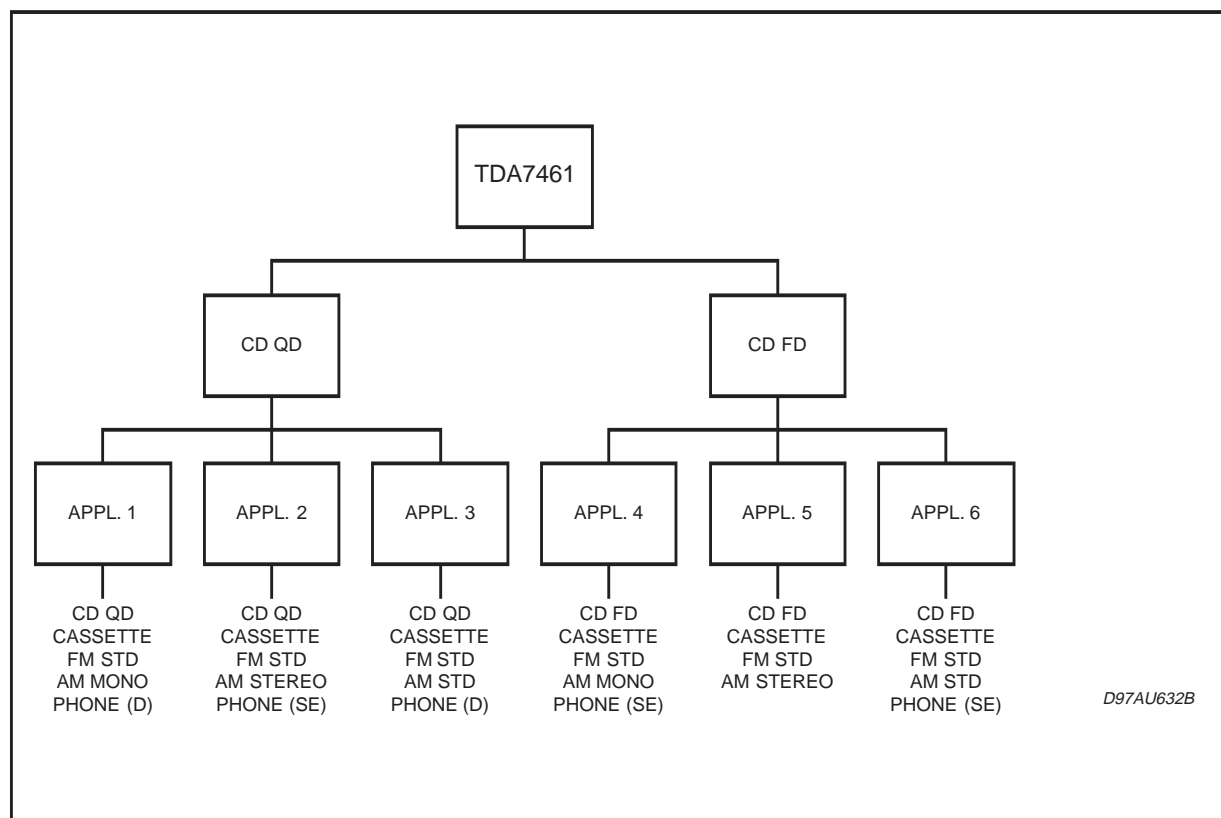 TDA7461
CD QD
CD FD
APPL. 1
APPL. 2
APPL. 3
APPL. 4
APPL. 5
APPL. 6
CD QD
CASSETTE
FM STD
AM MONO
PHONE (D)
CD QD
CASSETTE
FM STD
AM STEREO
PHONE (SE)
CD QD
CASSETTE
FM STD
AM STD
PHONE (D)
CD FD
CASSETTE
FM STD
AM MONO
PHONE (SE)
CD FD
CASSETTE
FM STD
AM STEREO
CD FD
CASSETTE
FM STD
AM STD
PHONE (SE)
D97AU632B